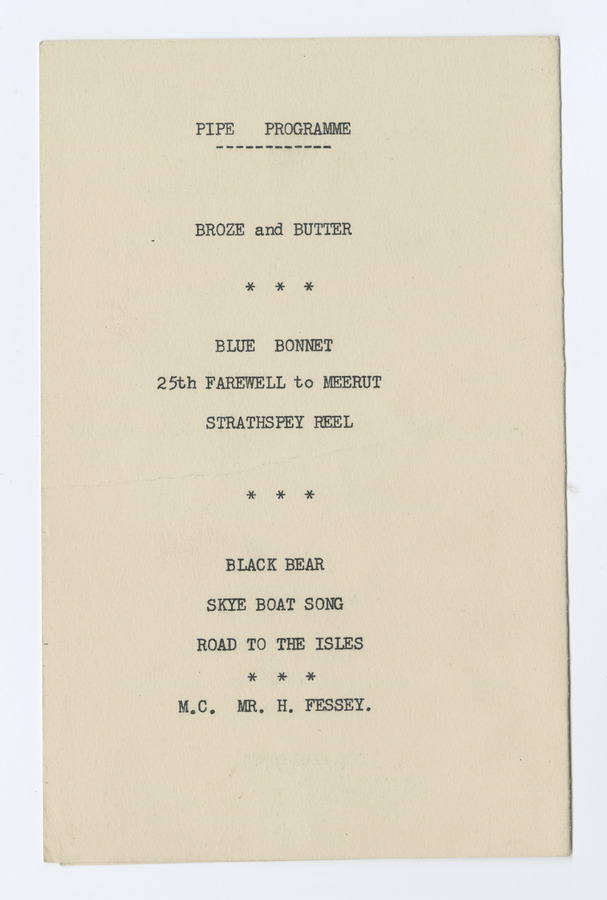 PIPE PROGRAMME
------------
BROZE and BUTTER
* * *
BLUE BONNET
25th FAREWELL to MEERUT
STRATHSPEY REEL
* * *
BLACK BEAR
SKYE BOAT SONG
ROAD TO THE ISLES
* * *
M.C. MR. H. FESSEY.